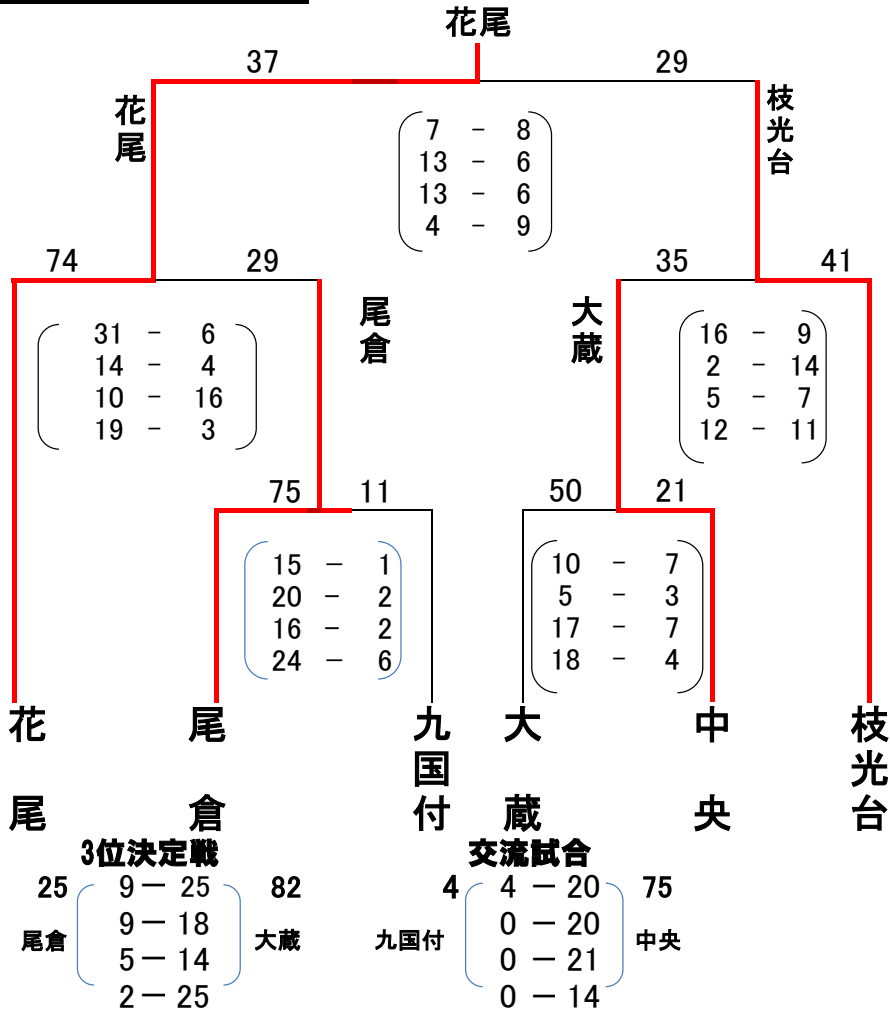 花尾
37 29
花尾
枝光台
7 - 8
13 - 6
13 - 6
4 - 9
74 29 35 41
尾倉
大蔵
31 - 6
14 - 4
10 - 16
19 - 3
16 - 9
2 - 14
5 - 7
12 - 11
75 11 50 21
15 - 1
20 - 2
16 - 2
24 - 6
10 - 7
5 - 3
17 - 7
18 - 4
花尾
尾倉
九国付
大蔵
中央
枝光台
3位決定戦
25 82
尾倉 大蔵
9 - 25
9 - 18
5 - 14
2 - 25
交流試合
4 75
九国付 中央
4 - 20
0 - 20
0 - 21
0 - 14